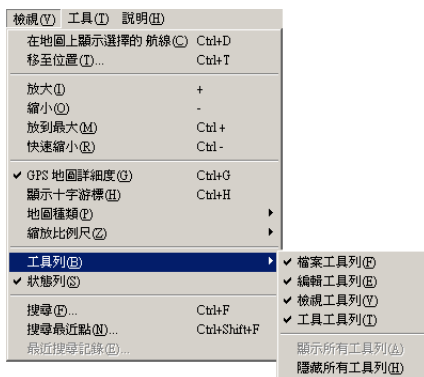 檢視(V) 工具(T) 說明(H)
在地圖上顯示選擇的 航線(C) Ctrl+D
移至位置(T)... Ctrl+T
放大(I) +
縮小(O) -
放到最大(M) Ctrl +
快速縮小(R) Ctrl -
GPS 地圖詳細度(G) Ctrl+G
顯示十字游標(H) Ctrl+H
地圖種類(P)
縮放比例尺(Z)
工具列(B)
狀態列(S)
搜尋(F)... Ctrl+F
搜尋最近點(N)... Ctrl+Shift+F
最近搜尋記錄(E)...
檔案工具列(F)
編輯工具列(E)
檢視工具列(V)
工具工具列(T)
顯示所有工具列(A)
隱藏所有工具列(H)